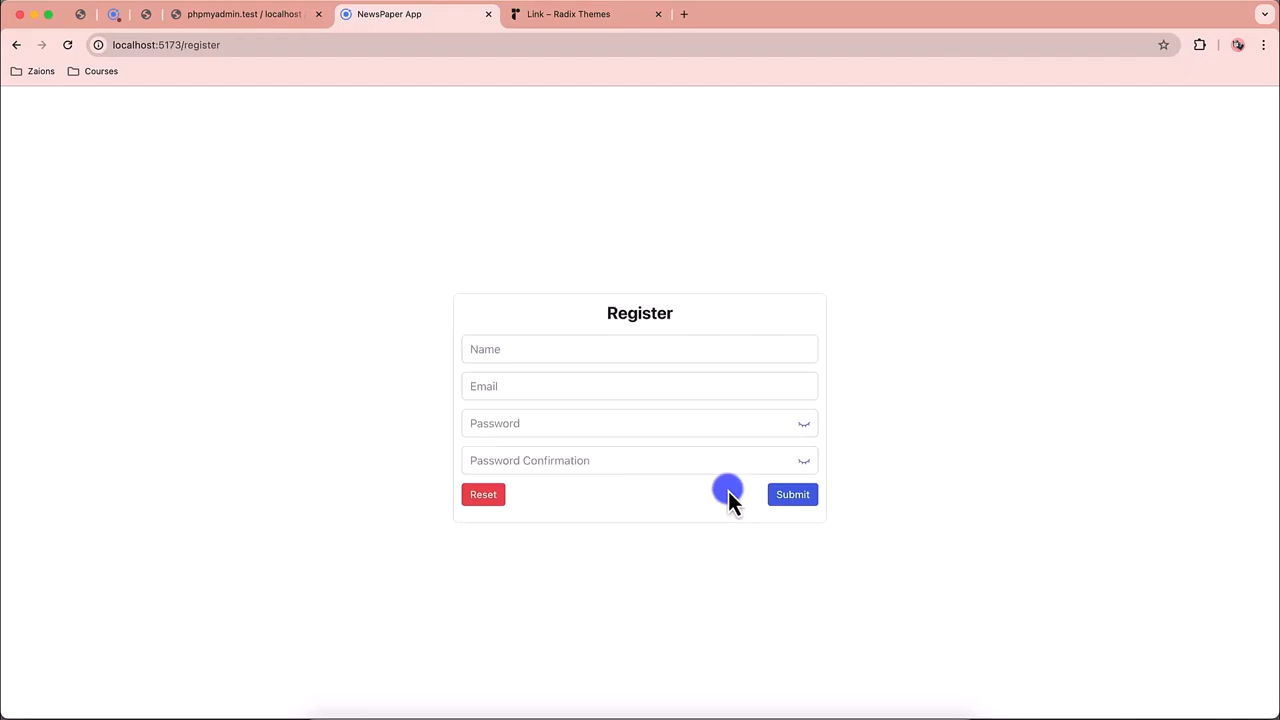 phpmyadmin.test / localhost
NewsPaper App
Link – Radix Themes
localhost:5173/register
Zaions
Courses
Register
Name
Email
Password
Password Confirmation
Reset
Submit